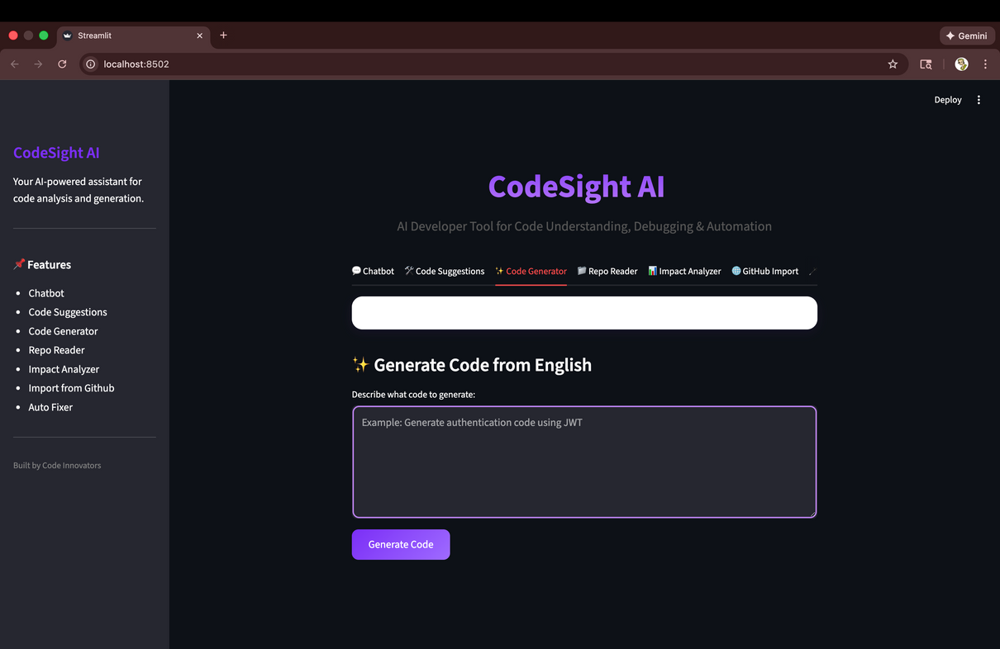 Streamlit
Gemini
localhost:8502
Deploy
CodeSight AI
Your AI-powered assistant for
code analysis and generation.
📌 Features
Chatbot
Code Suggestions
Code Generator
Repo Reader
Impact Analyzer
Import from Github
Auto Fixer
Built by Code Innovators
CodeSight AI
AI Developer Tool for Code Understanding, Debugging & Automation
💬 Chatbot 🛠 Code Suggestions ✨ Code Generator 📁 Repo Reader 📊 Impact Analyzer 🌐 GitHub Import
✨ Generate Code from English
Describe what code to generate:
Example: Generate authentication code using JWT
Generate Code